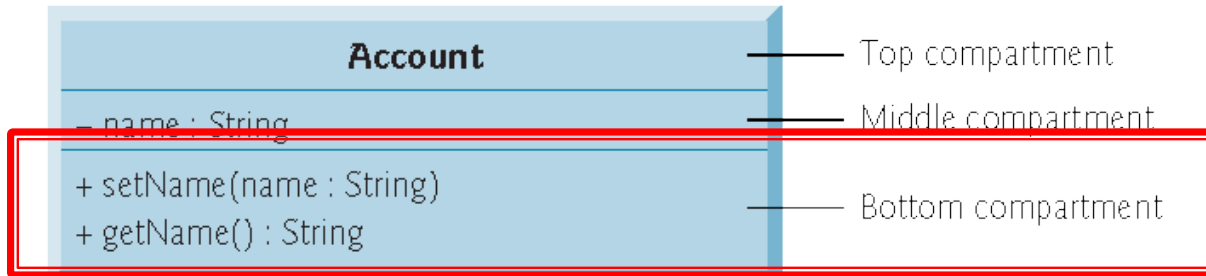 Account
Top compartment
– name : String
Middle compartment
+ setName(name : String)
+ getName() : String
Bottom compartment